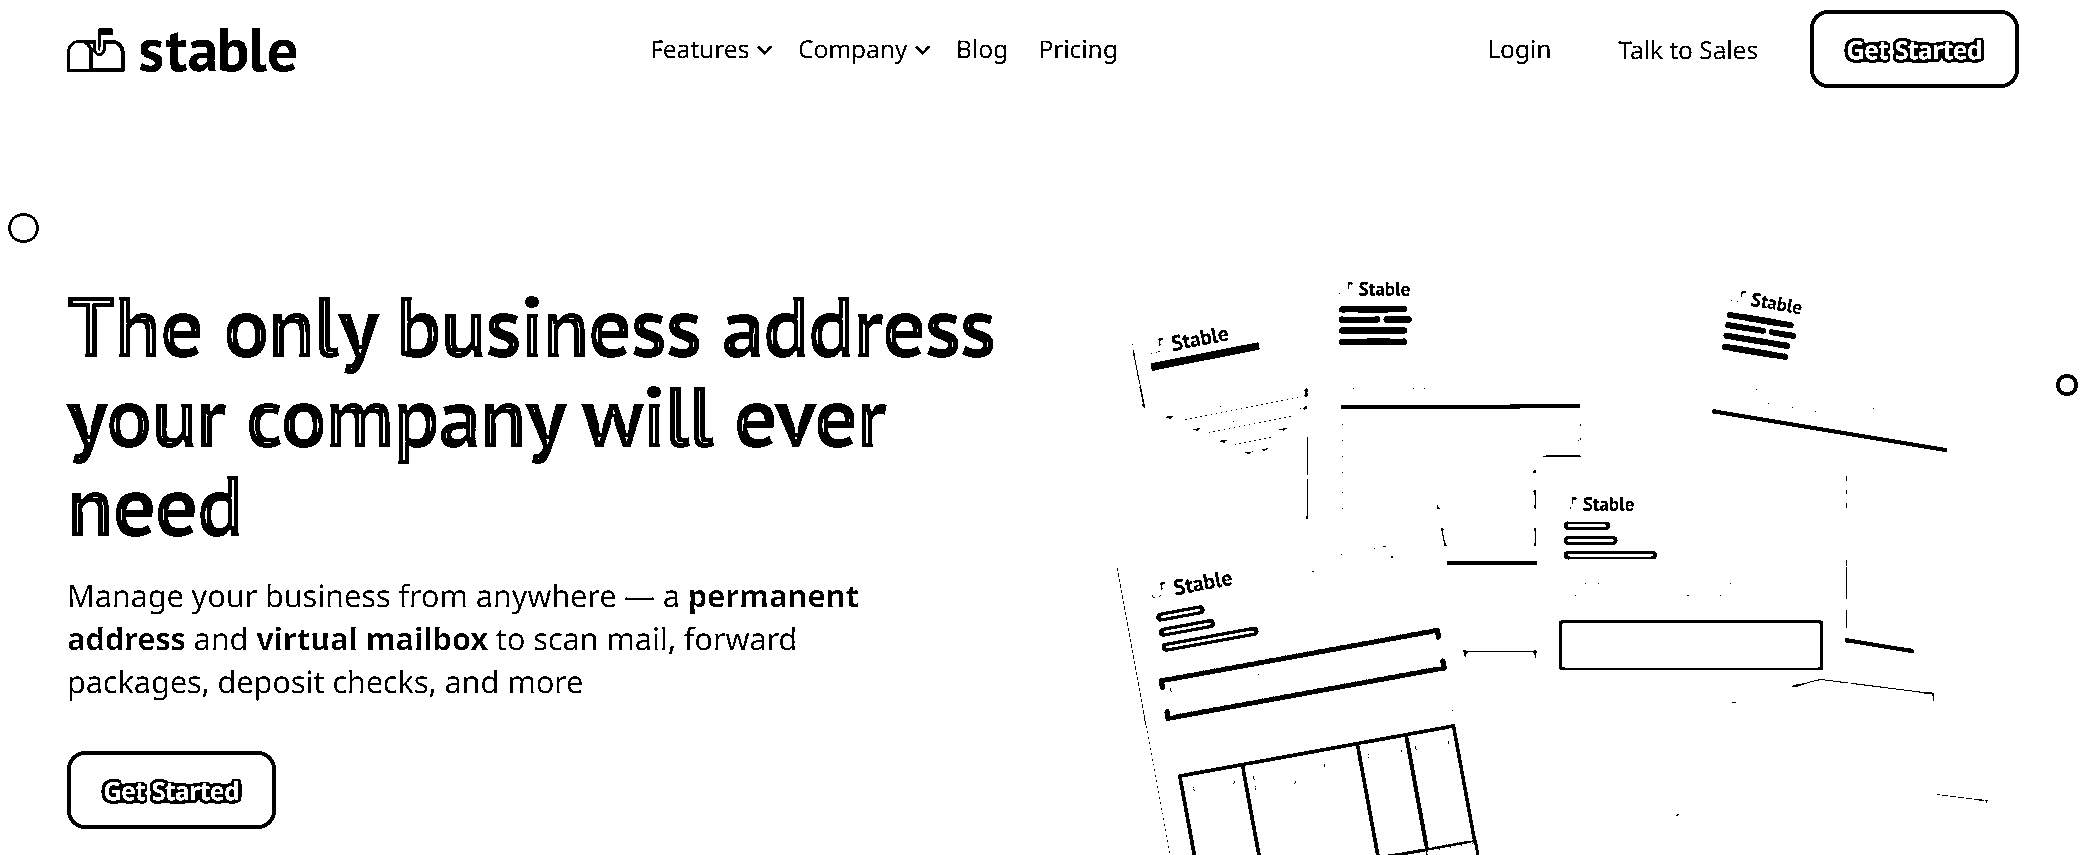 stable
Features
Company
Blog
Pricing
Login
Talk to Sales
Get Started
The only business address
your company will ever
need
Manage your business from anywhere — a permanent
address and virtual mailbox to scan mail, forward
packages, deposit checks, and more
Get Started
Stable
Stable
Stable
Stable
Stable